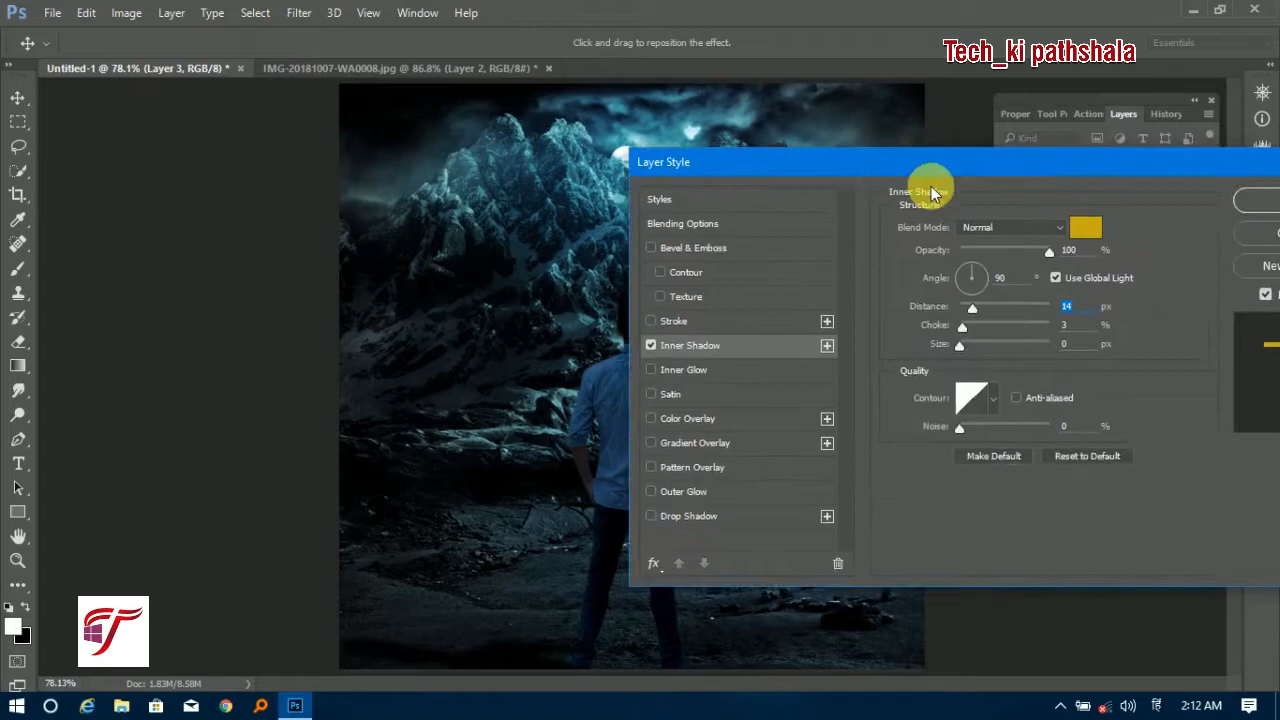 Ps File Edit Image Layer Type Select Filter 3D View Window Help
Click and drag to reposition the effect.
Essentials
Tech_ki pathshala
Untitled-1 @ 78.1% (Layer 3, RGB/8) * × IMG-20181007-WA0008.jpg @ 86.8% (Layer 2, RGB/8#) * ×
Proper Tool Pr Action Layers History
Kind
Layer Style
Styles
Blending Options
Bevel & Emboss
Contour
Texture
Stroke
Inner Shadow
Inner Glow
Satin
Color Overlay
Gradient Overlay
Pattern Overlay
Outer Glow
Drop Shadow
fx
Inner Shadow
Structure
Blend Mode: Normal
Opacity: 100 %
Angle: 90 ° Use Global Light
Distance: 14 px
Choke: 3 %
Size: 0 px
Quality
Contour: Anti-aliased
Noise: 0 %
Make Default Reset to Default
New
78.13% Doc: 1.83M/8.58M
2:12 AM